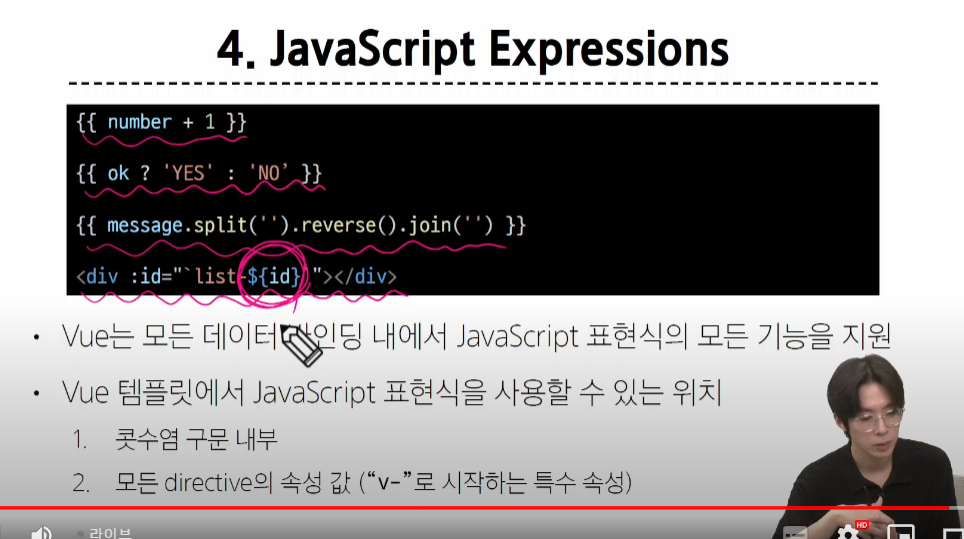 4. JavaScript Expressions
{{ number + 1 }}
{{ ok ? 'YES' : 'NO’ }}
{{ message.split('').reverse().join('') }}
<div :id="`list-${id}`"></div>
• Vue는 모든 데이터 바인딩 내에서 JavaScript 표현식의 모든 기능을 지원
• Vue 템플릿에서 JavaScript 표현식을 사용할 수 있는 위치
1. 콧수염 구문 내부
2. 모든 directive의 속성 값 (“v-”로 시작하는 특수 속성)
라이브
HD